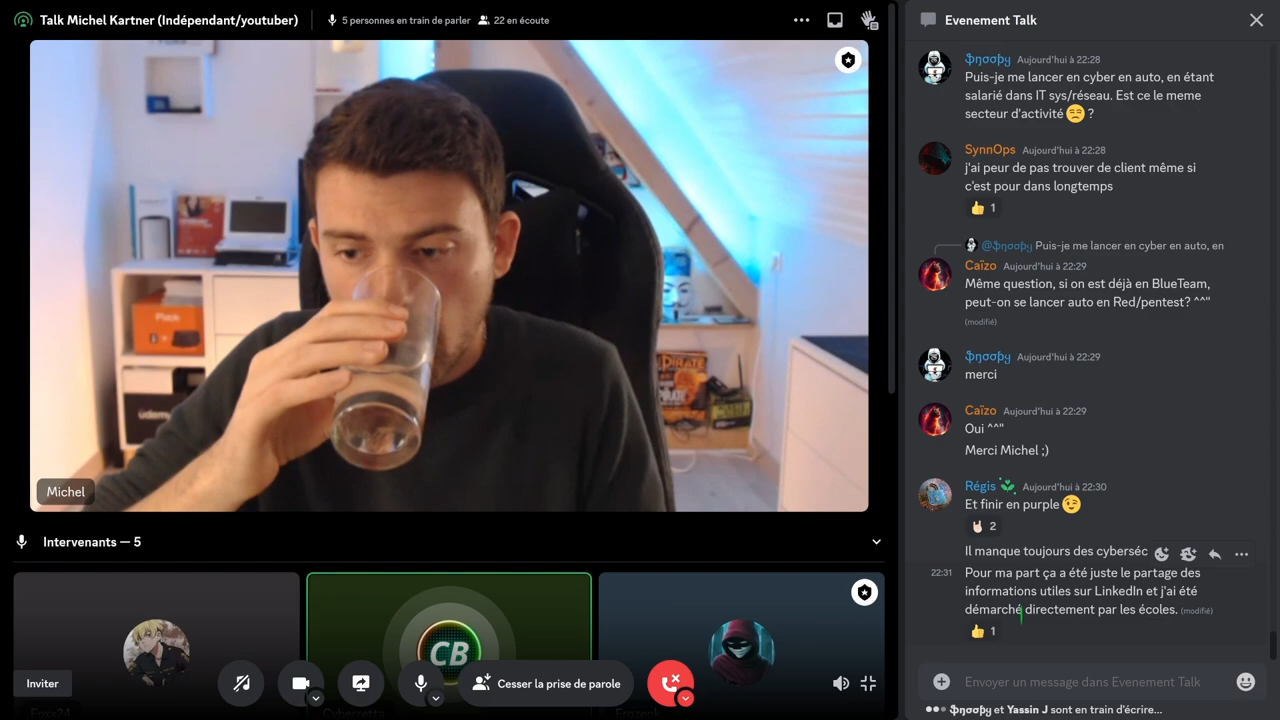 Talk Michel Kartner (Indépendant/youtuber)
5 personnes en train de parler
22 en écoute
Pack
ûdemy
PIRATE
Michel
Intervenants — 5
CB
Inviter
Cesser la prise de parole
Evenement Talk
Aujourd'hui à 22:28
Puis-je me lancer en cyber en auto, en étant
salarié dans IT sys/réseau. Est ce le meme
secteur d'activité 😒 ?
SynnOps Aujourd'hui à 22:28
j'ai peur de pas trouver de client même si
c'est pour dans longtemps
👍 1
Puis-je me lancer en cyber en auto, en
Caïzo Aujourd'hui à 22:29
Même question, si on est déjà en BlueTeam,
peut-on se lancer auto en Red/pentest? ^^"
(modifié)
Aujourd'hui à 22:29
merci
Caïzo Aujourd'hui à 22:29
Oui ^^"
Merci Michel ;)
Régis Aujourd'hui à 22:30
Et finir en purple 😉
🤘 2
Il manque toujours des cyberséc
22:31
Pour ma part ça a été juste le partage des
informations utiles sur LinkedIn et j'ai été
démarché directement par les écoles. (modifié)
👍 1
Envoyer un message dans Evenement Talk
et Yassin J sont en train d'écrire...